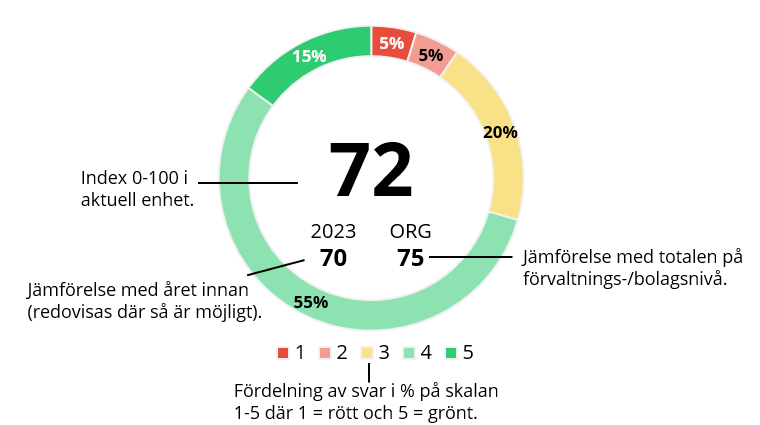 15%
5%
5%
20%
72
Index 0-100 i
aktuell enhet.
2023
ORG
70
75
Jämförelse med totalen på
förvaltnings-/bolagsnivå.
Jämförelse med året innan
(redovisas där så är möjligt).
55%
1 2 3 4 5
Fördelning av svar i % på skalan
1-5 där 1 = rött och 5 = grönt.